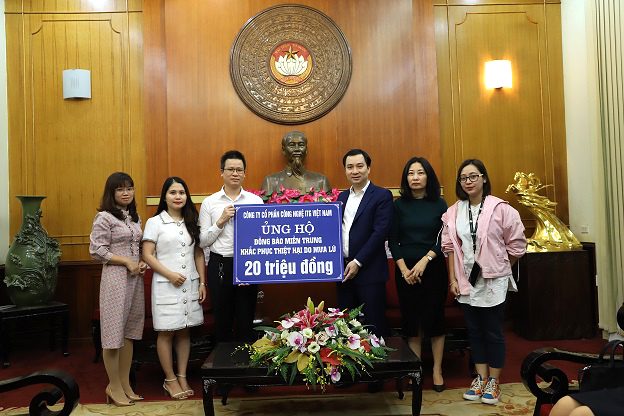 CÔNG TY CỔ PHẦN CÔNG NGHỆ ITG VIỆT NAM
ỦNG HỘ
ĐỒNG BÀO MIỀN TRUNG
KHẮC PHỤC THIỆT HẠI DO MƯA LŨ
20 triệu đồng